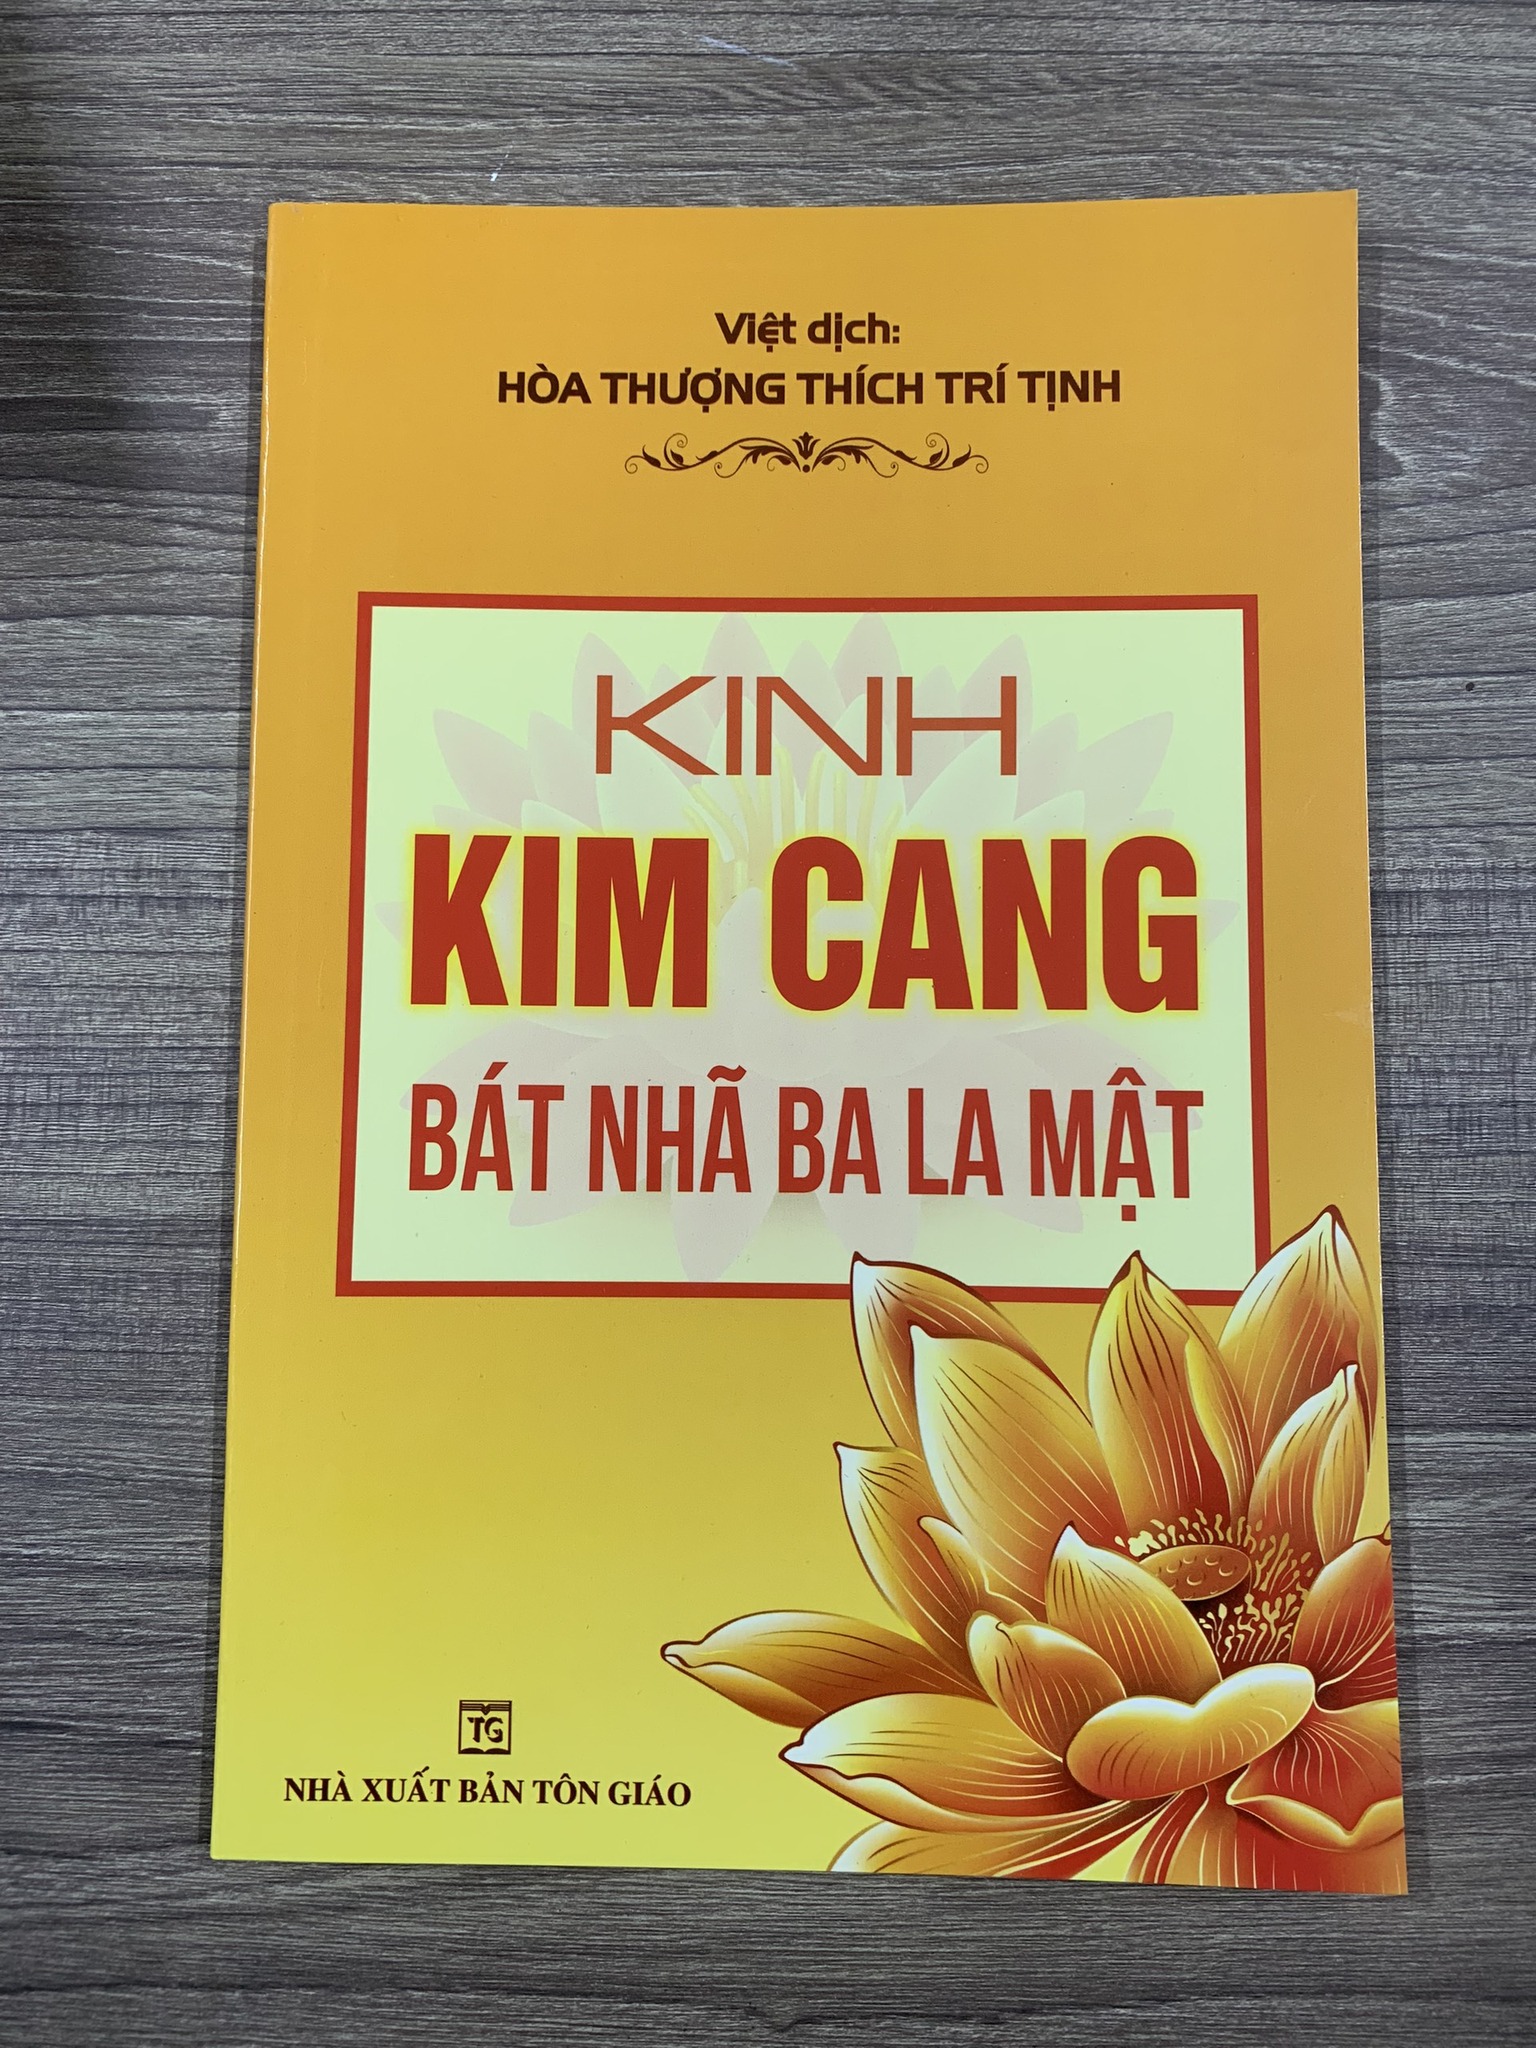 Việt dịch:
HÒA THƯỢNG THÍCH TRÍ TỊNH
KINH
KIM CANG
BÁT NHÃ BA LA MẬT
TG
NHÀ XUẤT BẢN TÔN GIÁO